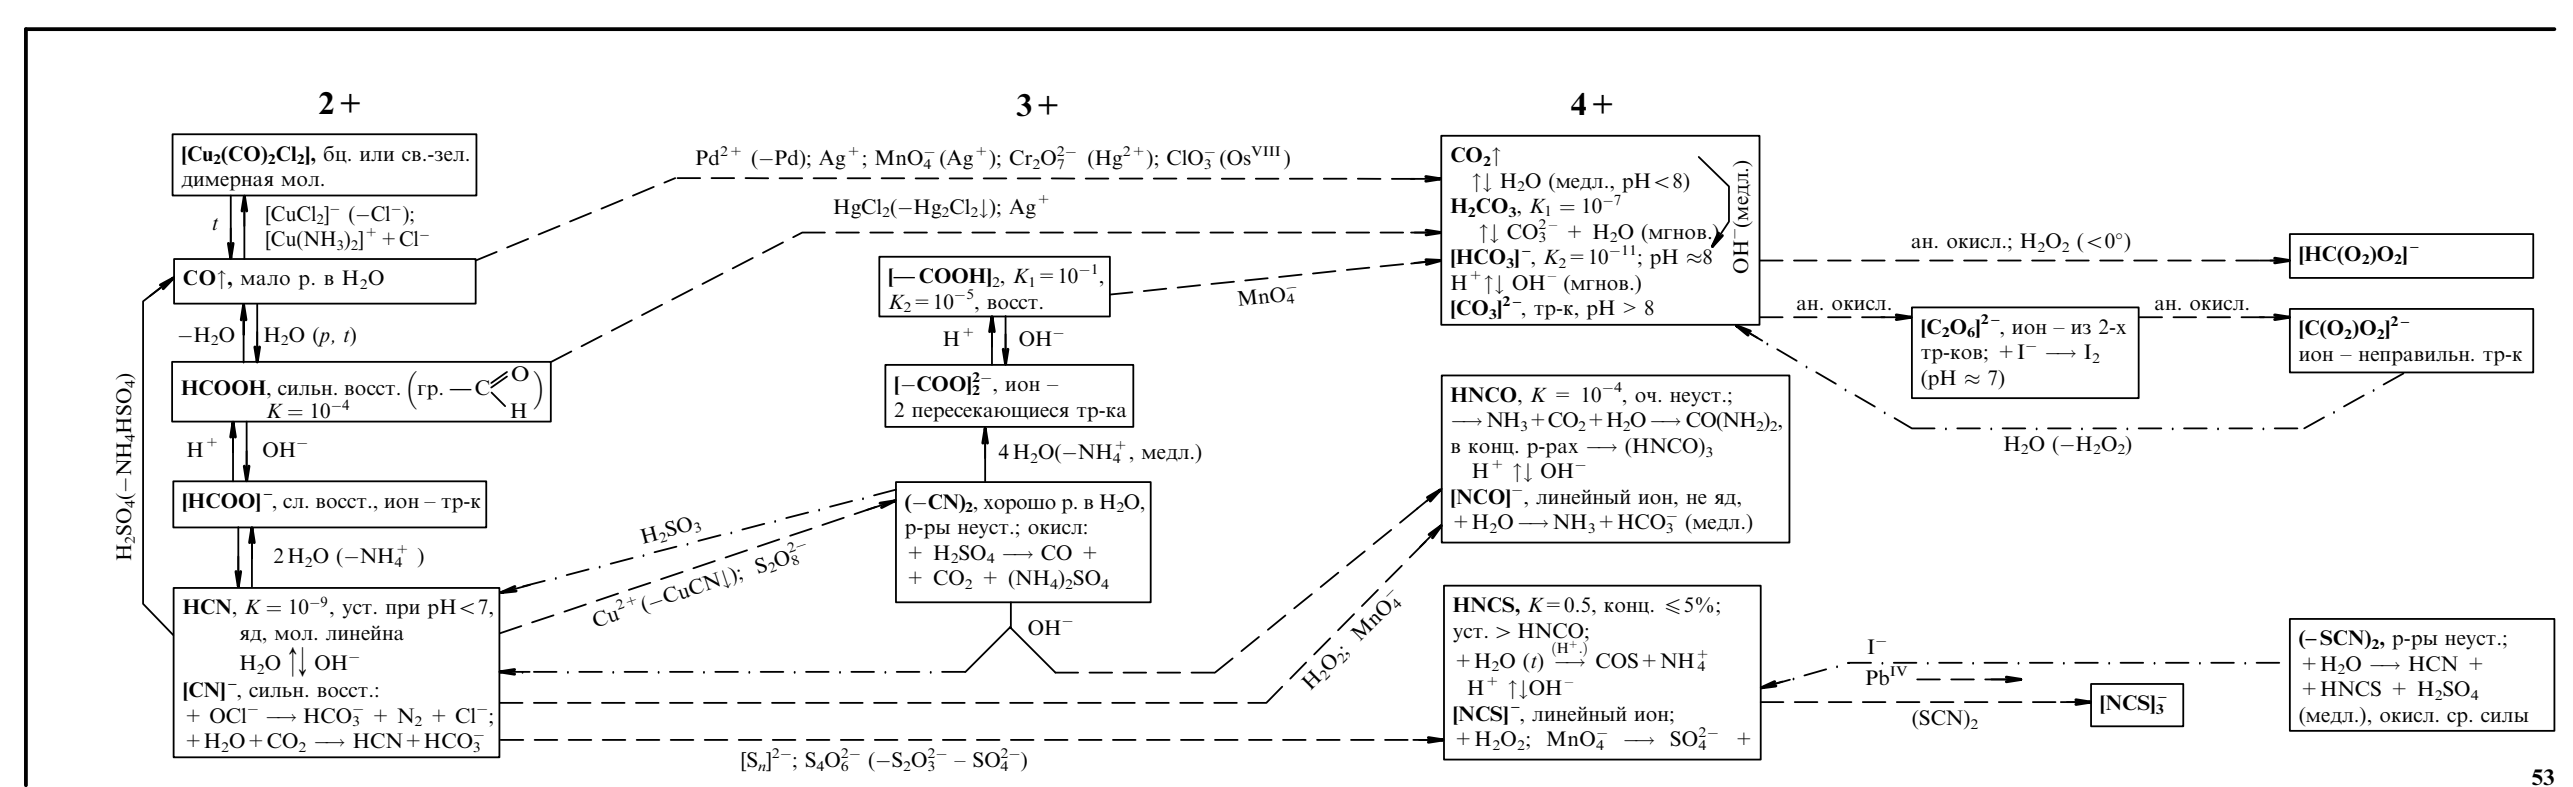 2+
3+
4+
[Cu₂(CO)₂Cl₂], бц. или св.-зел.
димерная мол.
t
[CuCl₂]⁻ (−Cl⁻);
[Cu(NH₃)₂]⁺ + Cl⁻
CO↑, мало р. в H₂O
−H₂O
H₂O (p, t)
HCOOH, сильн. восст. (гр. —C O H)
K = 10⁻⁴
H⁺
OH⁻
[HCOO]⁻, сл. восст., ион – тр-к
2 H₂O (−NH₄⁺ )
H₂SO₄(−NH₄HSO₄)
HCN, K = 10⁻⁹, уст. при pH<7,
яд, мол. линейна
H₂O ↑↓ OH⁻
[CN]⁻, сильн. восст.:
+ OCl⁻ → HCO₃⁻ + N₂ + Cl⁻;
+H₂O+CO₂ → HCN+HCO₃⁻
Pd²⁺ (−Pd); Ag⁺; MnO₄⁻ (Ag⁺); Cr₂O₇²⁻ (Hg²⁺); ClO₃⁻ (Os^VIII)
HgCl₂(−Hg₂Cl₂↓); Ag⁺
[—COOH]₂, K₁ = 10⁻¹,
K₂ = 10⁻⁵, восст.
MnO₄⁻
H⁺
OH⁻
[−COO]₂²⁻, ион –
2 пересекающиеся тр-ка
4 H₂O(−NH₄⁺, медл.)
(−CN)₂, хорошо р. в H₂O,
р-ры неуст.; окисл:
+ H₂SO₄ → CO +
+ CO₂ + (NH₄)₂SO₄
H₂SO₃
Cu²⁺ (−CuCN↓); S₂O₈²⁻
OH⁻
H₂O₂; MnO₄⁻
[Sₙ]²⁻; S₄O₆²⁻ (−S₂O₃²⁻ – SO₄²⁻)
CO₂↑
↑↓ H₂O (медл., pH<8)
H₂CO₃, K₁ = 10⁻⁷
↑↓ CO₃²⁻ + H₂O (мгнов.)
[HCO₃]⁻, K₂ = 10⁻¹¹; pH ≈8
H⁺ ↑↓ OH⁻ (мгнов.)
[CO₃]²⁻, тр-к, pH > 8
OH⁻ (медл.)
ан. окисл.; H₂O₂ (<0°)
[HC(O₂)O₂]⁻
ан. окисл.
[C₂O₆]²⁻, ион – из 2-х
тр-ков; +I⁻ → I₂
(pH ≈ 7)
ан. окисл.
[C(O₂)O₂]²⁻
ион – неправильн. тр-к
H₂O (−H₂O₂)
HNCO, K = 10⁻⁴, оч. неуст.;
→ NH₃+CO₂+H₂O → CO(NH₂)₂,
в конц. р-рах → (HNCO)₃
H⁺ ↑↓ OH⁻
[NCO]⁻, линейный ион, не яд,
+H₂O → NH₃+HCO₃⁻ (медл.)
HNCS, K=0.5, конц. ⩽5%;
уст. > HNCO;
(H⁺.)
+H₂O (t) → COS+NH₄⁺
H⁺ ↑↓OH⁻
[NCS]⁻, линейный ион;
+H₂O₂; MnO₄⁻ → SO₄²⁻ +
I⁻
Pb^IV
(SCN)₂
[NCS]₃⁻
(−SCN)₂, р-ры неуст.;
+H₂O → HCN +
+HNCS + H₂SO₄
(медл.), окисл. ср. силы
53